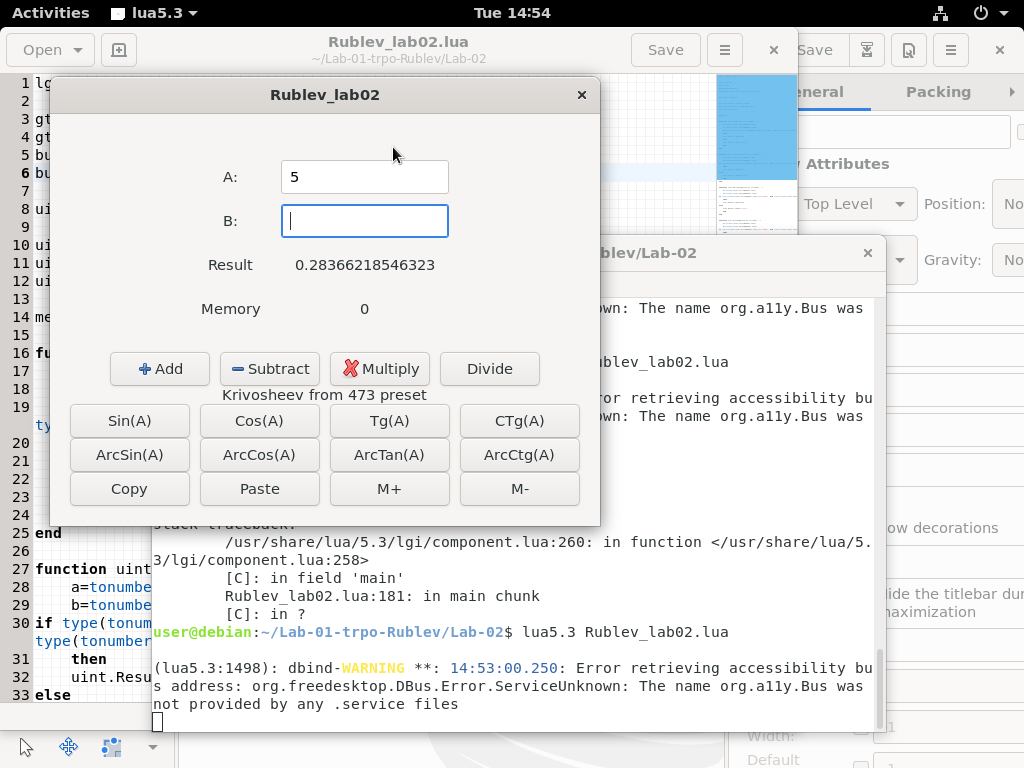 Activities lua5.3 Tue 14:54
Open Rublev_lab02.lua Save
~/Lab-01-trpo-Rublev/Lab-02
Save
General Packing
Attributes
Top Level Position: No
Gravity: No
ow decorations
lide the titlebar dur
maximization
Width: 1
Default
1 lg
2
3 gt
4 gt
5 bu
6 bu
7
8 ui
9
10 ui
11 ui
12 ui
13
14 me
15
16 fu
17
18
19
ty
20
21
22
23
24
25 end
26
27 function uint
28 a=tonumbe
29 b=tonumbe
30 if type(tonum
type(tonumber
31 then
32 uint.Resu
33 else
Rublev_lab02
A: 5
B:
Result 0.28366218546323
Memory 0
Add Subtract Multiply Divide
Krivosheev from 473 preset
Sin(A) Cos(A) Tg(A) CTg(A)
ArcSin(A) ArcCos(A) ArcTan(A) ArcCtg(A)
Copy Paste M+ M-
blev/Lab-02
own: The name org.a11y.Bus was
ublev_lab02.lua
ror retrieving accessibility bu
own: The name org.a11y.Bus was
stack traceback:
/usr/share/lua/5.3/lgi/component.lua:260: in function </usr/share/lua/5.
3/lgi/component.lua:258>
[C]: in field 'main'
Rublev_lab02.lua:181: in main chunk
[C]: in ?
user@debian:~/Lab-01-trpo-Rublev/Lab-02$ lua5.3 Rublev_lab02.lua
(lua5.3:1498): dbind-WARNING **: 14:53:00.250: Error retrieving accessibility bu
s address: org.freedesktop.DBus.Error.ServiceUnknown: The name org.a11y.Bus was
not provided by any .service files